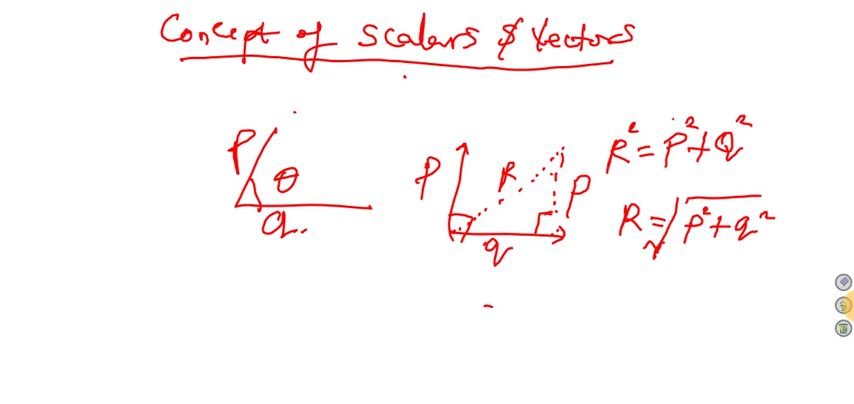 Concept of Scalars & Vectors
P
θ
q.
P
R
P
q
R² = P² + Q²
R = √p² + q²